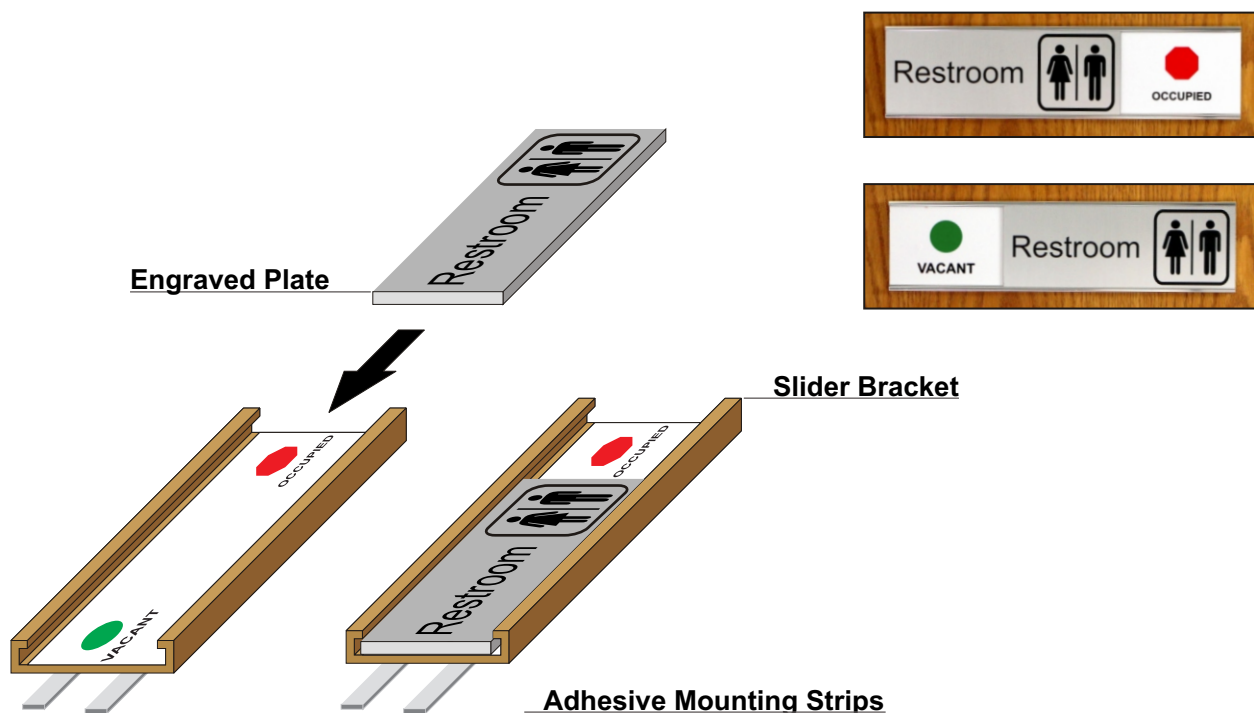 Restroom
OCCUPIED
VACANT
Restroom
Restroom
Engraved Plate
Slider Bracket
OCCUPIED
VACANT
OCCUPIED
Restroom
Adhesive Mounting Strips